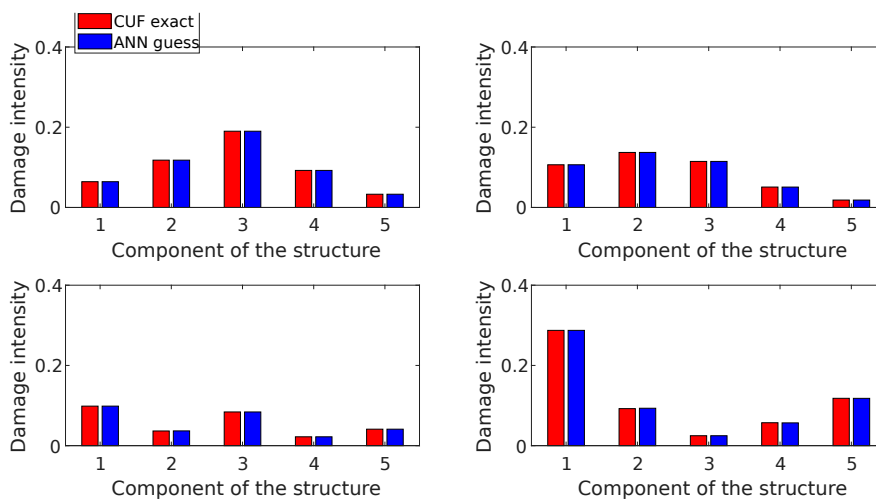 CUF exact
ANN guess
Damage intensity
0.4
0.2
0
1 2 3 4 5
Component of the structure
Damage intensity
0.4
0.2
0
1 2 3 4 5
Component of the structure
Damage intensity
0.4
0.2
0
1 2 3 4 5
Component of the structure
Damage intensity
0.4
0.2
0
1 2 3 4 5
Component of the structure